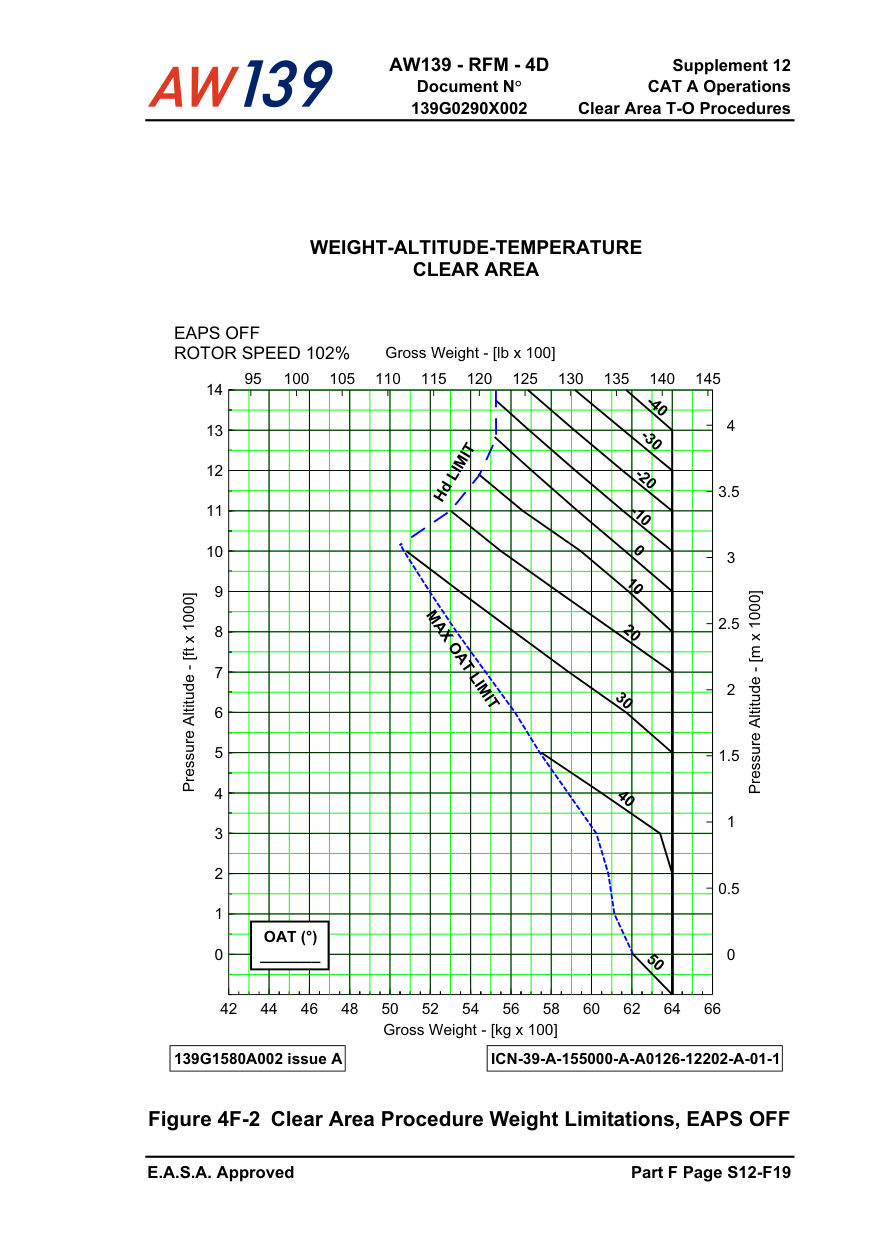 AW139
AW139 - RFM - 4D
Document N°
139G0290X002
Supplement 12
CAT A Operations
Clear Area T-O Procedures
WEIGHT-ALTITUDE-TEMPERATURE
CLEAR AREA
EAPS OFF
ROTOR SPEED 102%
Gross Weight - [lb x 100]
95 100 105 110 115 120 125 130 135 140 145
14
13
12
11
10
9
8
7
6
5
4
3
2
1
0
Pressure Altitude - [ft x 1000]
Hd LIMIT
MAX OAT LIMIT
-40
-30
-20
-10
0
10
20
30
40
50
4
3.5
3
2.5
2
1.5
1
0.5
0
Pressure Altitude - [m x 1000]
OAT (°)
42 44 46 48 50 52 54 56 58 60 62 64 66
Gross Weight - [kg x 100]
139G1580A002 issue A
ICN-39-A-155000-A-A0126-12202-A-01-1
Figure 4F-2 Clear Area Procedure Weight Limitations, EAPS OFF
E.A.S.A. Approved
Part F Page S12-F19